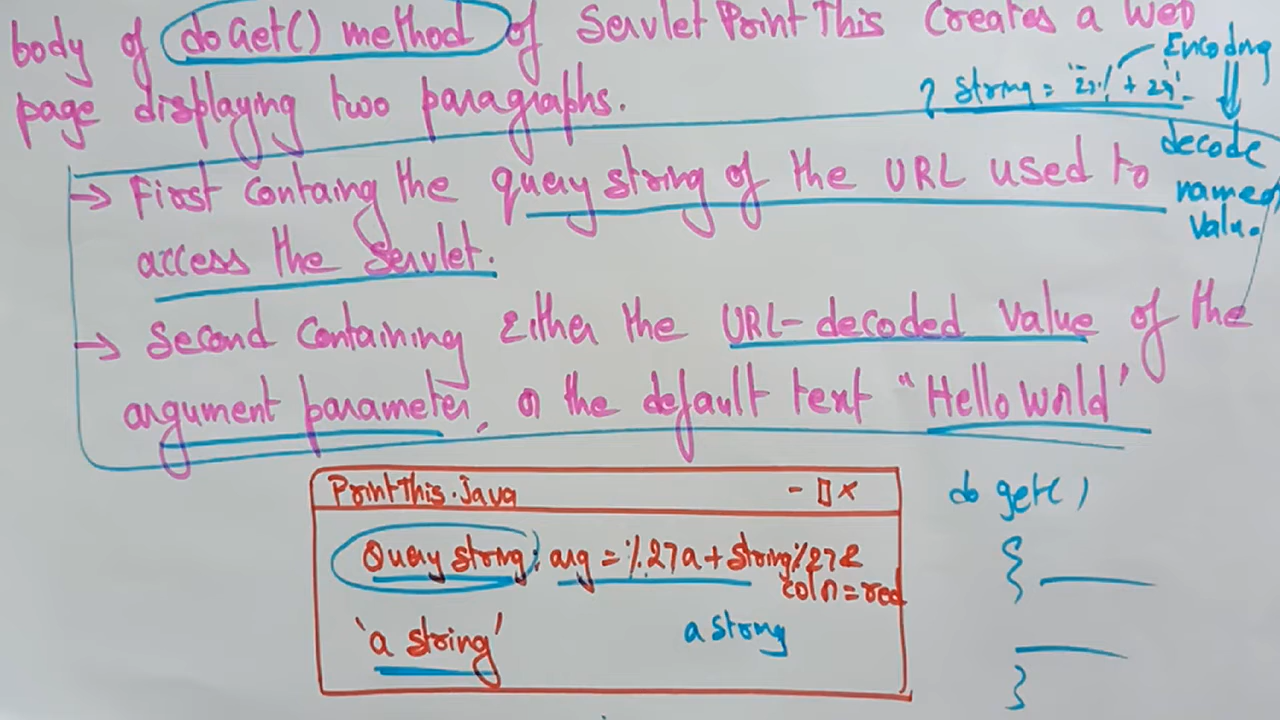 body of doGet() method of Servlet PrintThis Creates a web
page displaying two paragraphs.
Encoding
? string = '27% + 27'
decode
named
Value.
→ First Containg the query string of the URL used to
access the Servlet.
→ Second Containing Either the URL-decoded value of the
argument parameter, or the default text "Hello World"
PrintThis.Java - ▯ x
Query string: arg = %27a+string%27&
color=red
'a string' a string
do get()
{
}